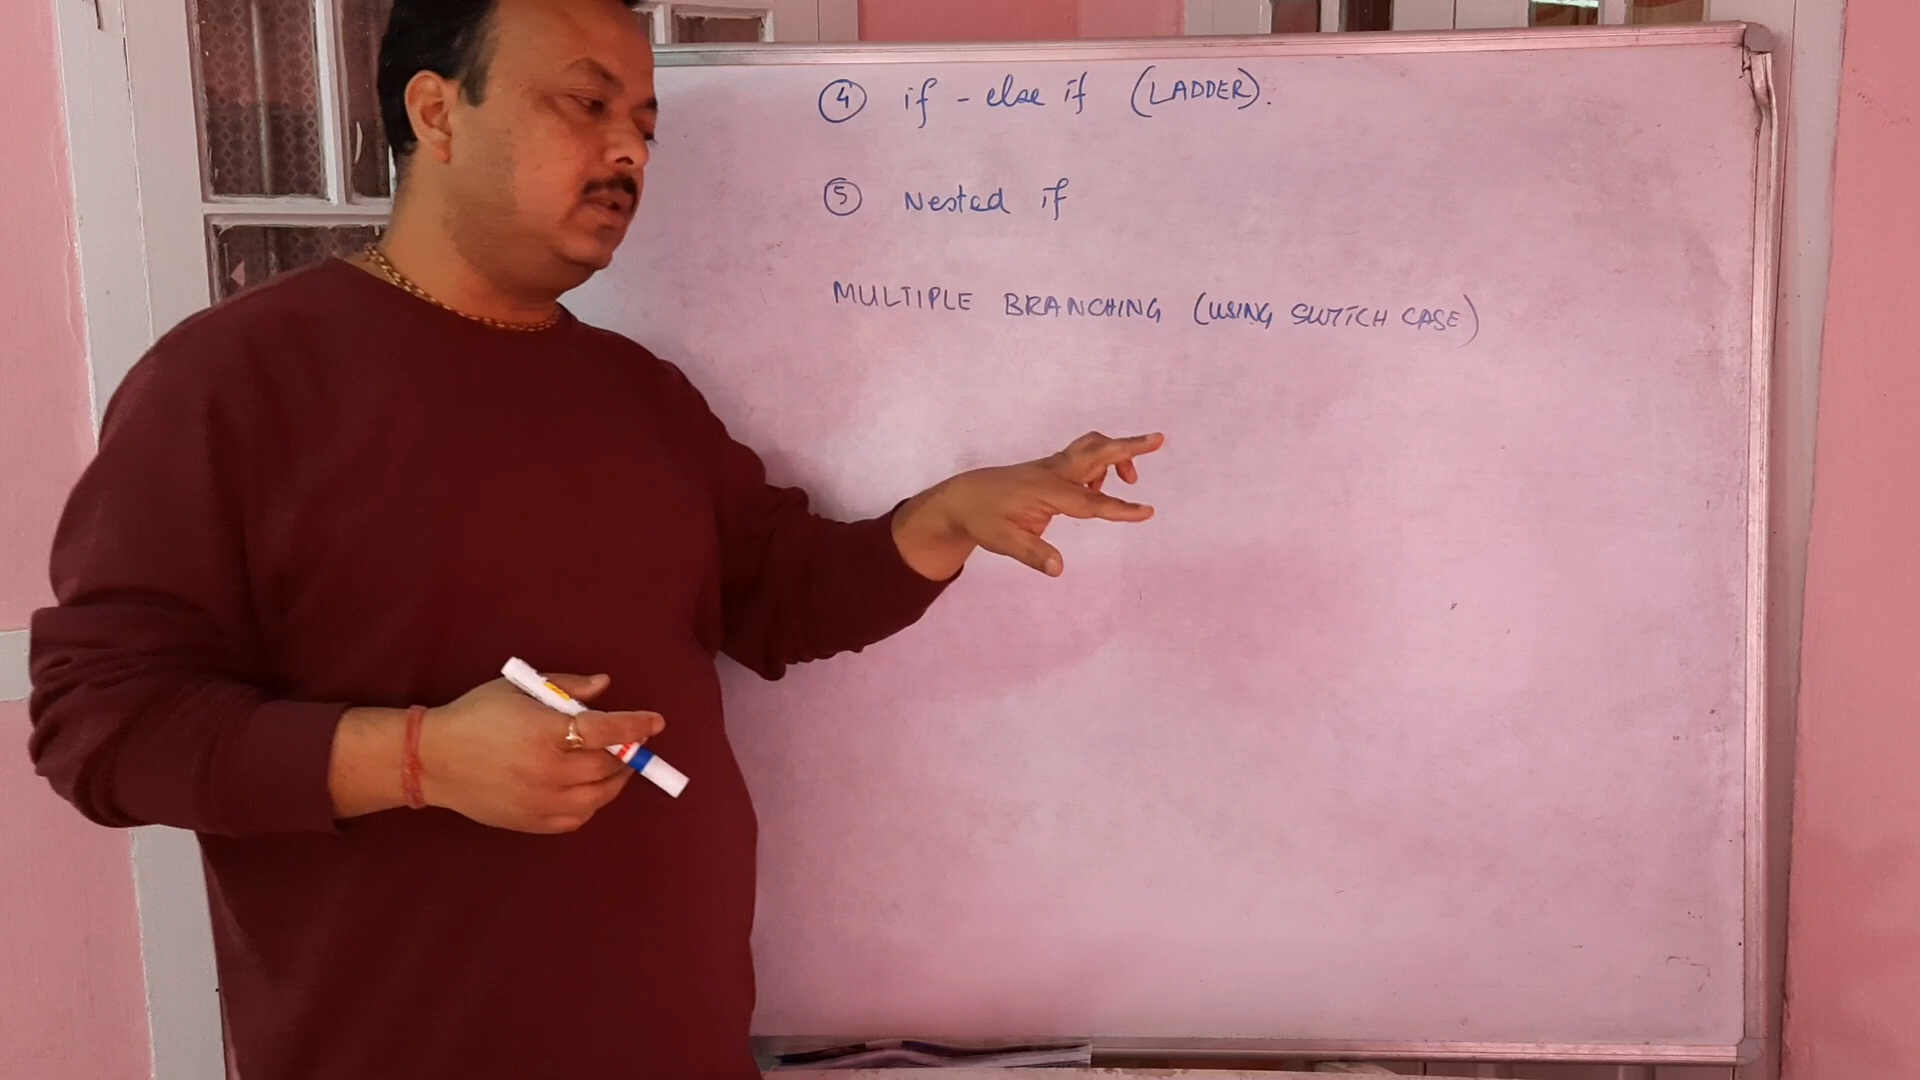 ④ if - else if (LADDER).
⑤ Nested if
MULTIPLE BRANCHING (USING SWITCH CASE)